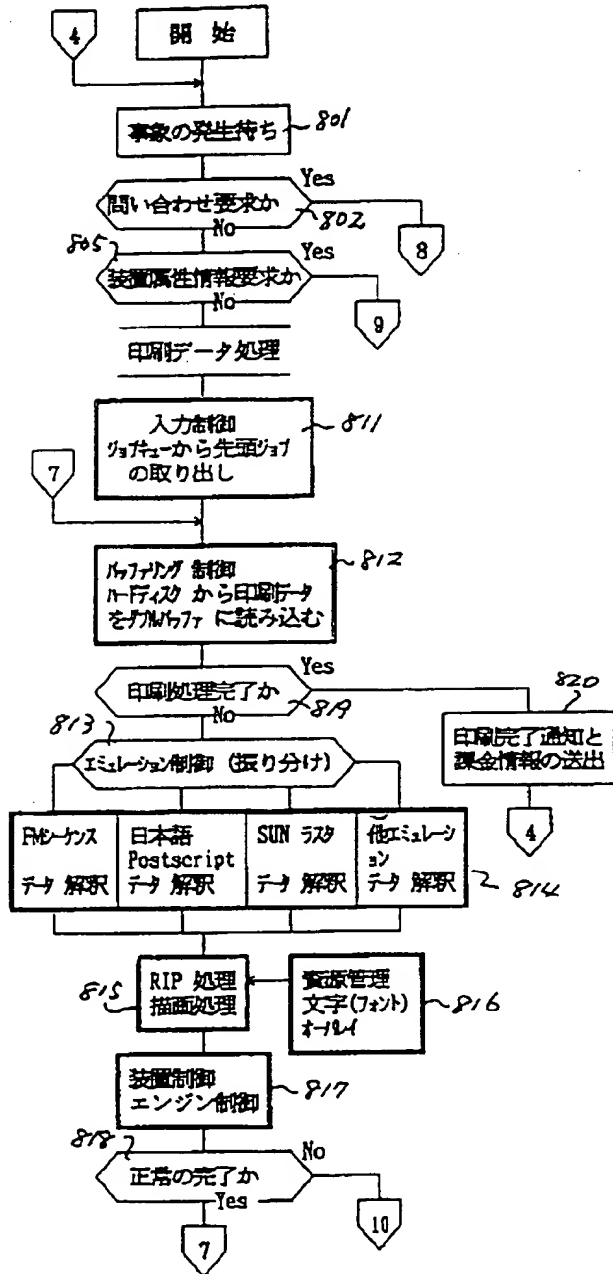 4
開始
事象の発生待ち
801
問い合わせ要求か
Yes
802
No
8
805
装置属性情報要求か
Yes
No
9
印刷データ処理
入力制御
ジョブキューから先頭ジョブ
の取り出し
811
7
バッファリング 制御
ハードディスク から印刷データ
をダブルバッファ に読み込む
812
印刷処理完了か
Yes
819
No
820
印刷完了通知と
課金情報の送出
4
813
エミュレーション制御 (振り分け)
FMシーケンス
データ 解釈
日本語
Postscript
データ 解釈
SUN ラスタ
データ 解釈
他エミュレーシ
ョン
データ 解釈
814
815
RIP 処理
描画処理
資源管理
文字(フォント)
オーバレイ
816
装置制御
エンジン制御
817
818
正常の完了か
No
Yes
7
10